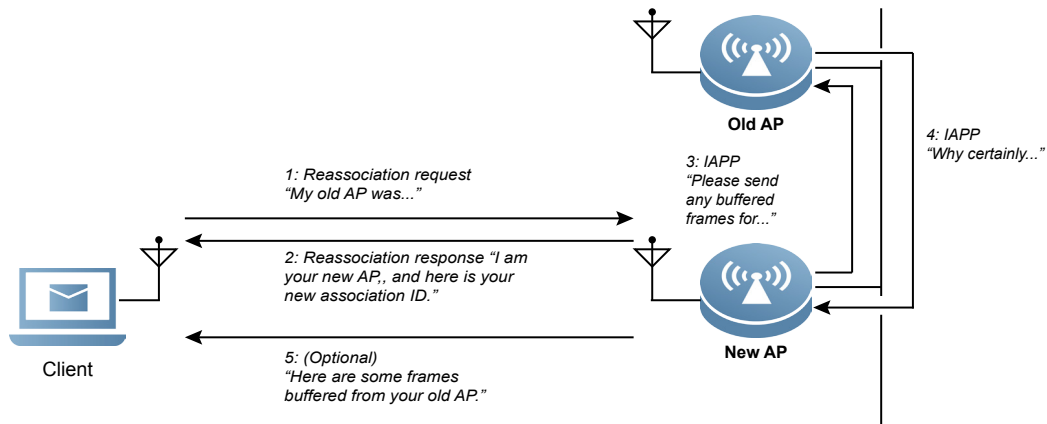 Old AP
4: IAPP
“Why certainly...”
3: IAPP
“Please send
any buffered
frames for...”
1: Reassociation request
“My old AP was...”
2: Reassociation response “I am
your new AP,, and here is your
new association ID.”
New AP
Client
5: (Optional)
“Here are some frames
buffered from your old AP.”